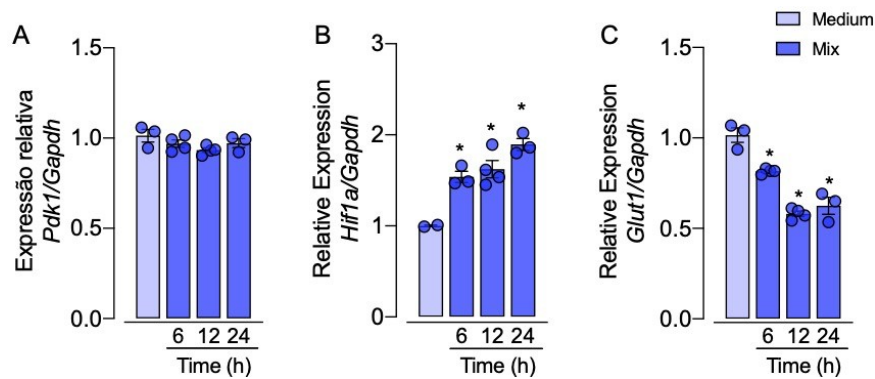 Medium
Mix
A
Expressão relativa
Pdk1/Gapdh
1.5
1.0
0.5
0.0
6 12 24
Time (h)
B
Relative Expression
Hif1a/Gapdh
3
2
1
0
* * *
6 12 24
Time (h)
C
Relative Expression
Glut1/Gapdh
1.5
1.0
0.5
0.0
* * *
6 12 24
Time (h)